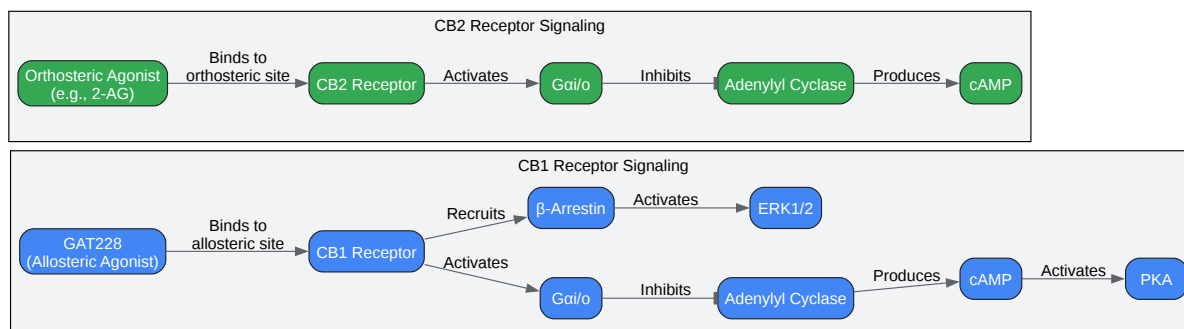 CB2 Receptor Signaling
Binds to
orthosteric site
Orthosteric Agonist
(e.g., 2-AG)
CB2 Receptor
Activates
Gαi/o
Inhibits
Adenylyl Cyclase
Produces
cAMP
CB1 Receptor Signaling
GAT228
(Allosteric Agonist)
Binds to
allosteric site
CB1 Receptor
Recruits
β-Arrestin
Activates
ERK1/2
Activates
Gαi/o
Inhibits
Adenylyl Cyclase
Produces
cAMP
Activates
PKA